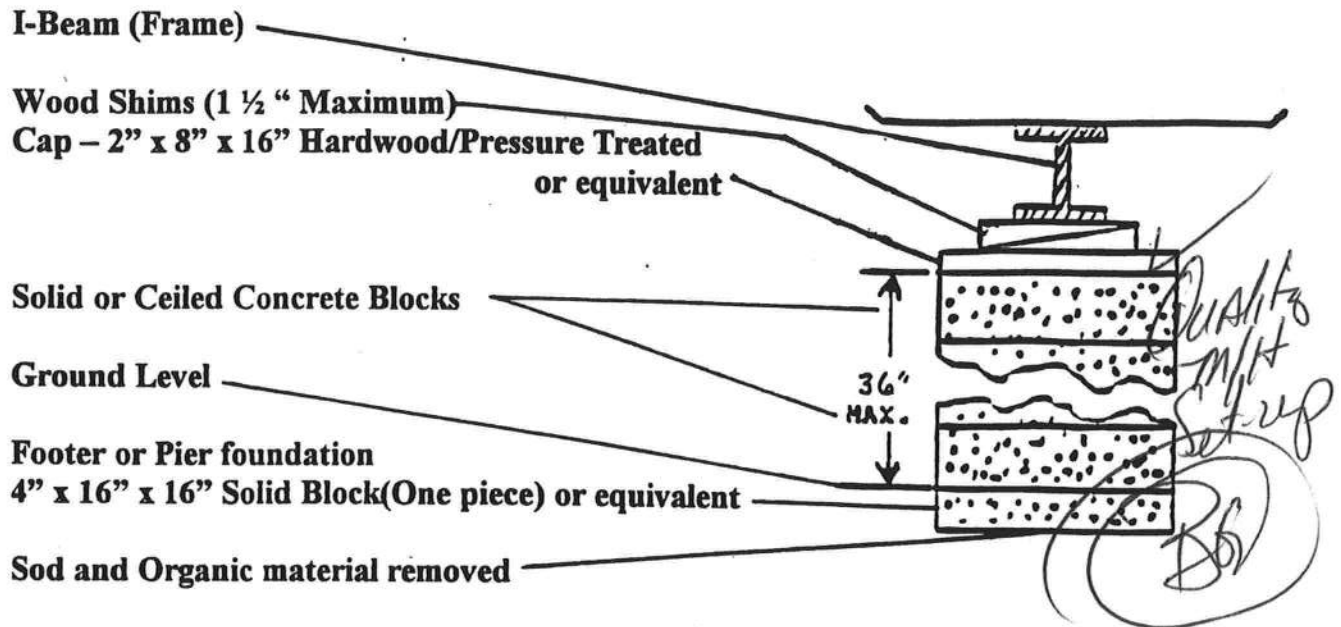 I-Beam (Frame)
Wood Shims (1 ½ “ Maximum)
Cap – 2” x 8” x 16” Hardwood/Pressure Treated
or equivalent
Solid or Ceiled Concrete Blocks
36"
MAX.
Ground Level
Footer or Pier foundation
4” x 16” x 16” Solid Block(One piece) or equivalent
Sod and Organic material removed
Quality
M/H
Set-up